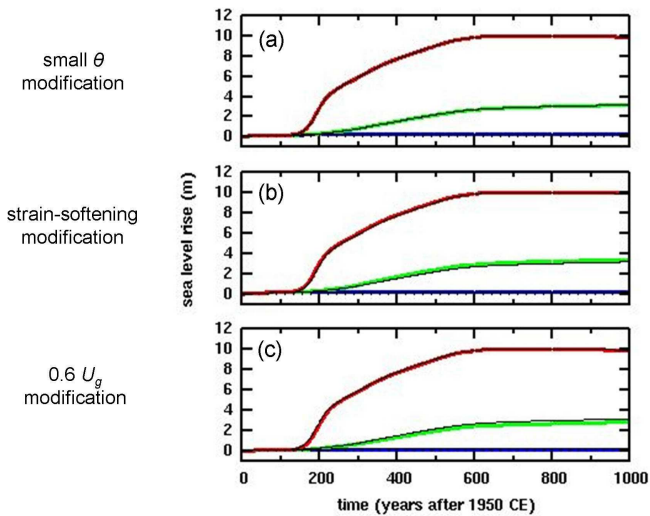 small θ
modification
(a)
12
10
8
6
4
2
0
strain-softening
modification
(b)
12
10
8
6
4
2
0
sea level rise (m)
0.6 Ug
modification
(c)
12
10
8
6
4
2
0
0 200 400 600 800 1000
time (years after 1950 CE)